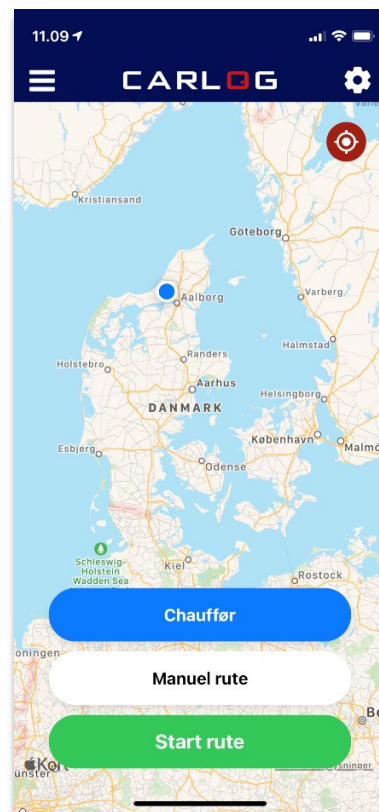 11.09
CARLOG
Kristiansand
Göteborg
Aalborg
Varberg
Halmstad
Holstebro
Randers
Aarhus
Helsingborg
DANMARK
København
Malmö
Esbjerg
Odense
Schleswig-
Holstein
Wadden Sea
Kiel
Rostock
Chauffør
oningen
Manuel rute
Start rute